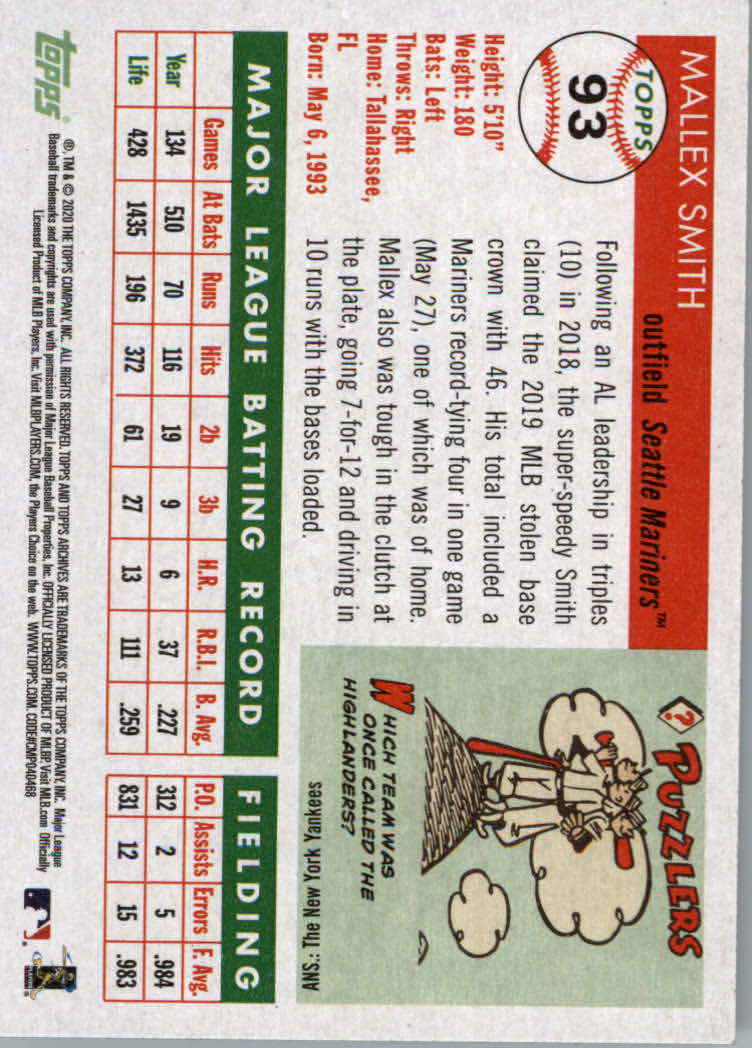 MALLEX SMITH
outfield Seattle Mariners™
TOPPS
93
Height: 5'10"
Weight: 180
Bats: Left
Throws: Right
Home: Tallahassee,
FL
Born: May 6, 1993
Following an AL leadership in triples
(10) in 2018, the super-speedy Smith
claimed the 2019 MLB stolen base
crown with 46. His total included a
Mariners record-tying four in one game
(May 27), one of which was of home.
Mallex also was tough in the clutch at
the plate, going 7-for-12 and driving in
10 runs with the bases loaded.
? PUZZLERS
WHICH TEAM WAS
ONCE CALLED THE
HIGHLANDERS?
ANS.: The New York Yankees
MAJOR LEAGUE BATTING RECORD
Games At Bats Runs Hits 2b 3b H.R. R.B.I. B. Avg.
Year 134 510 70 116 19 9 6 37 .227
Life 428 1435 196 372 61 27 13 111 .259
FIELDING
P.O. Assists Errors F. Avg.
312 2 5 .984
831 12 15 .983
topps®
®, TM & © 2020 THE TOPPS COMPANY, INC. ALL RIGHTS RESERVED. TOPPS AND TOPPS ARCHIVES ARE TRADEMARKS OF THE TOPPS COMPANY, INC. Major League
Baseball trademarks and copyrights are used with permission of Major League Baseball Properties, Inc. OFFICIALLY LICENSED PRODUCT OF MLBP. Visit MLB.com Officially
Licensed Product of MLB Players, Inc. Visit MLBPLAYERS.COM, the Players Choice on the web. WWW.TOPPS.COM. CODE#CMP040468